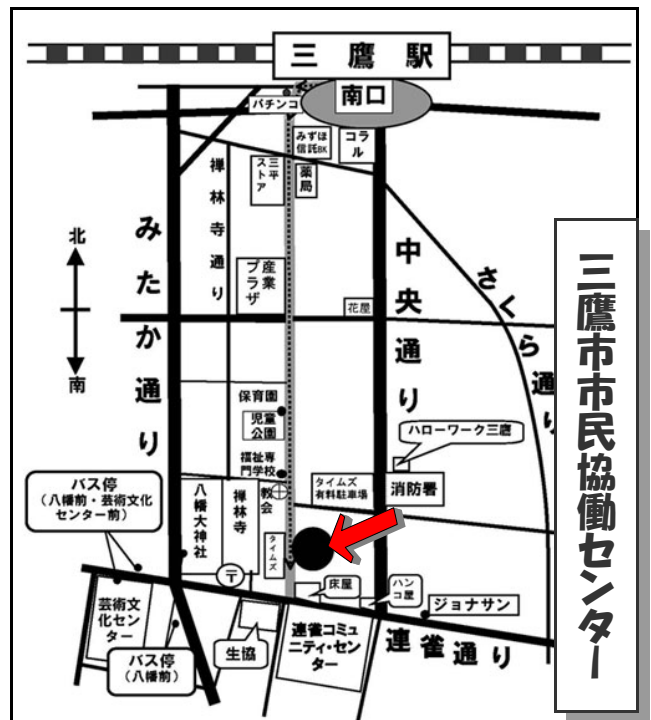 三鷹駅
南口
パチンコ
みずほ
信託BK
コラ
ル
三平
ストア
薬局
禅林寺通り
北
南
みたか通り
産業
プラザ
中央通り
さくら通り
花屋
三鷹市市民協働センター
保育園
児童
公園
ハローワーク三鷹
福祉専
門学校
バス停
（八幡前・芸術文化
センター前）
八幡大神社
禅林寺
教会
タイムズ
有料駐車場
消防署
タイムズ
〒
床屋
ハン
コ屋
ジョナサン
芸術文
化セン
ター
バス停
（八幡前）
生協
連雀コミュ
ニティ・セン
ター
連雀通り